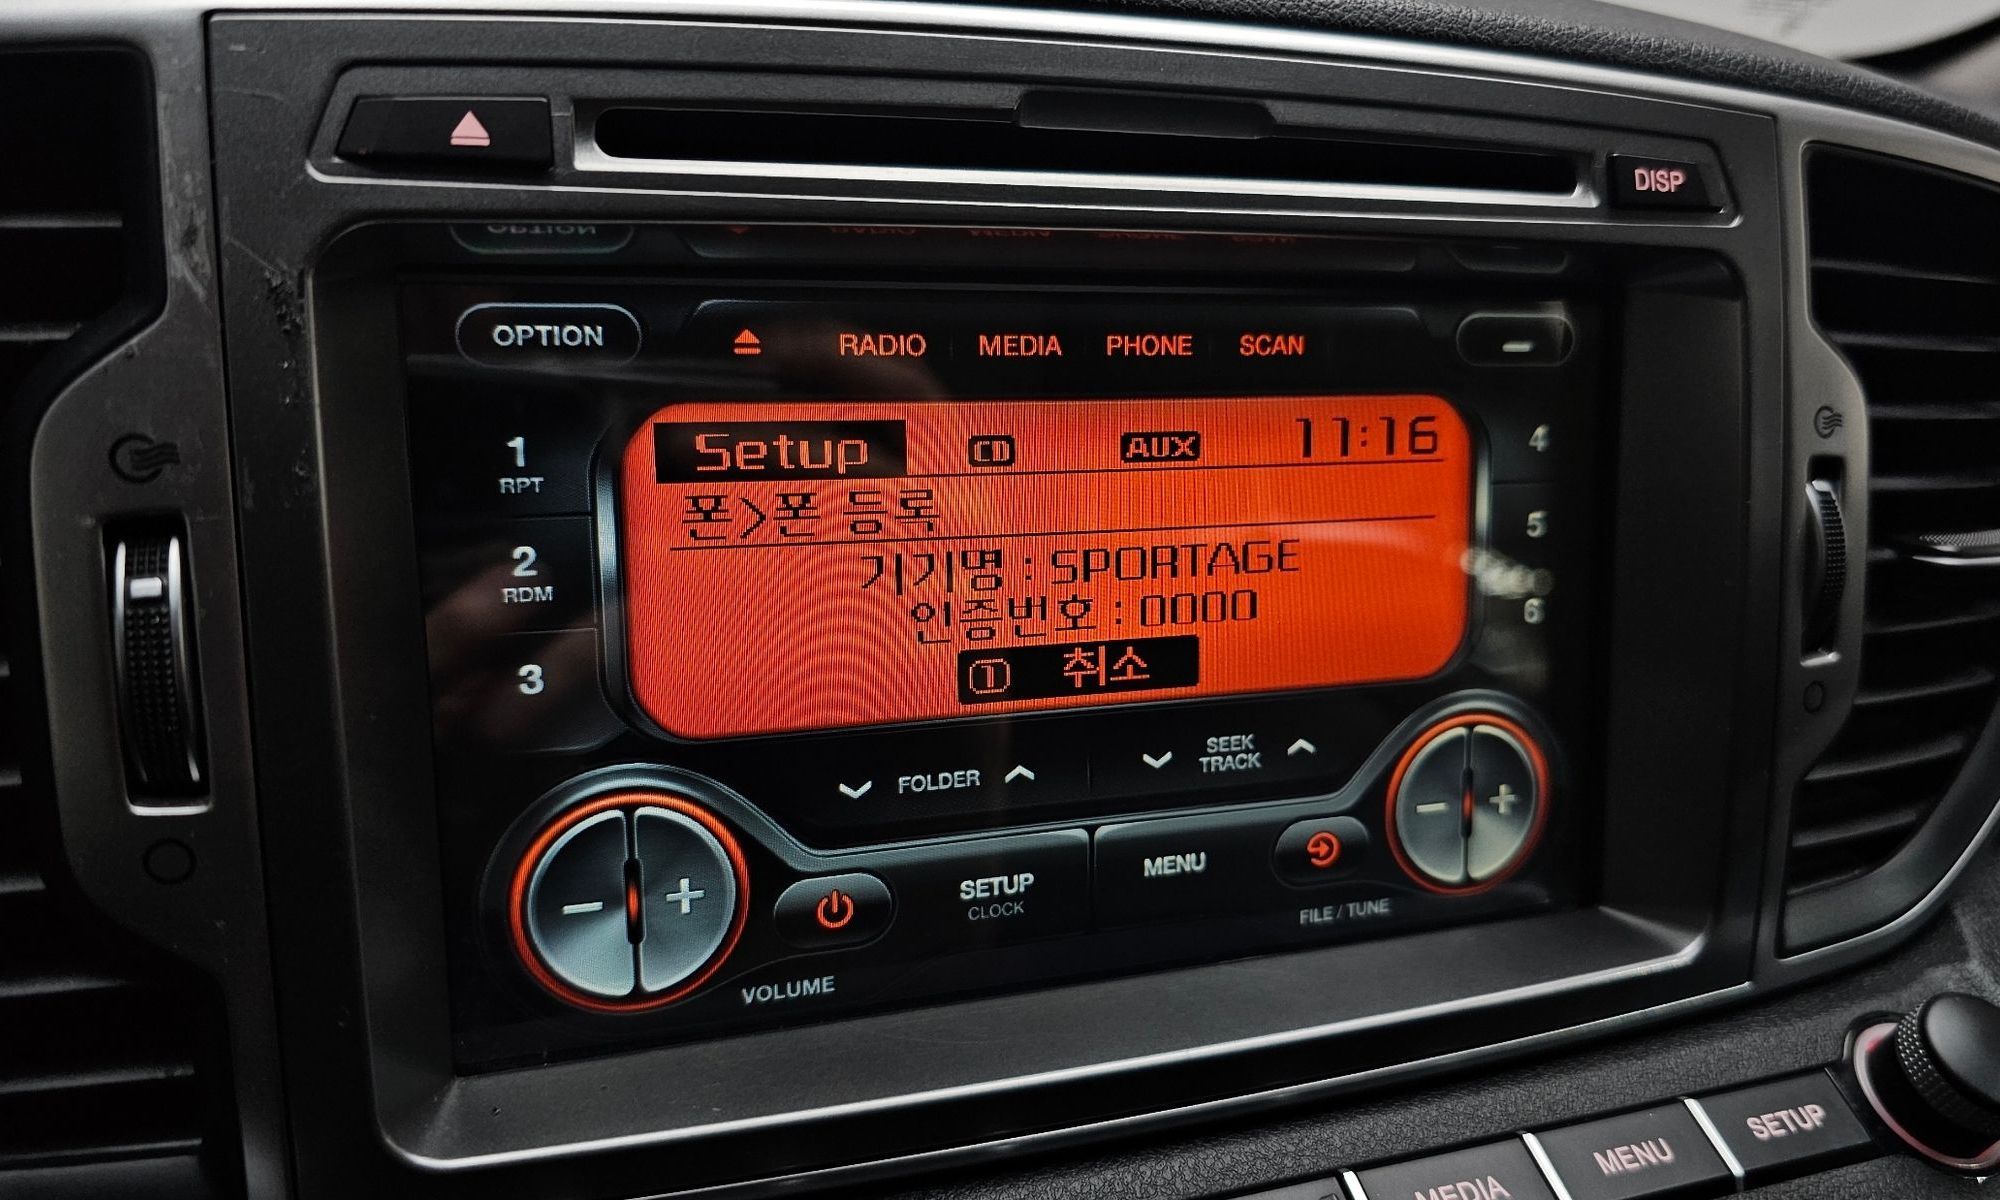 DISP
OPTION
RADIO MEDIA PHONE SCAN
1
RPT
2
RDM
3
4
5
6
Setup CD AUX 11:16
폰>폰 등록
기기명 : SPORTAGE
인증번호 : 0000
1 취소
FOLDER
SEEK
TRACK
SETUP
CLOCK
MENU
VOLUME
FILE / TUNE
MEDIA
MENU
SETUP